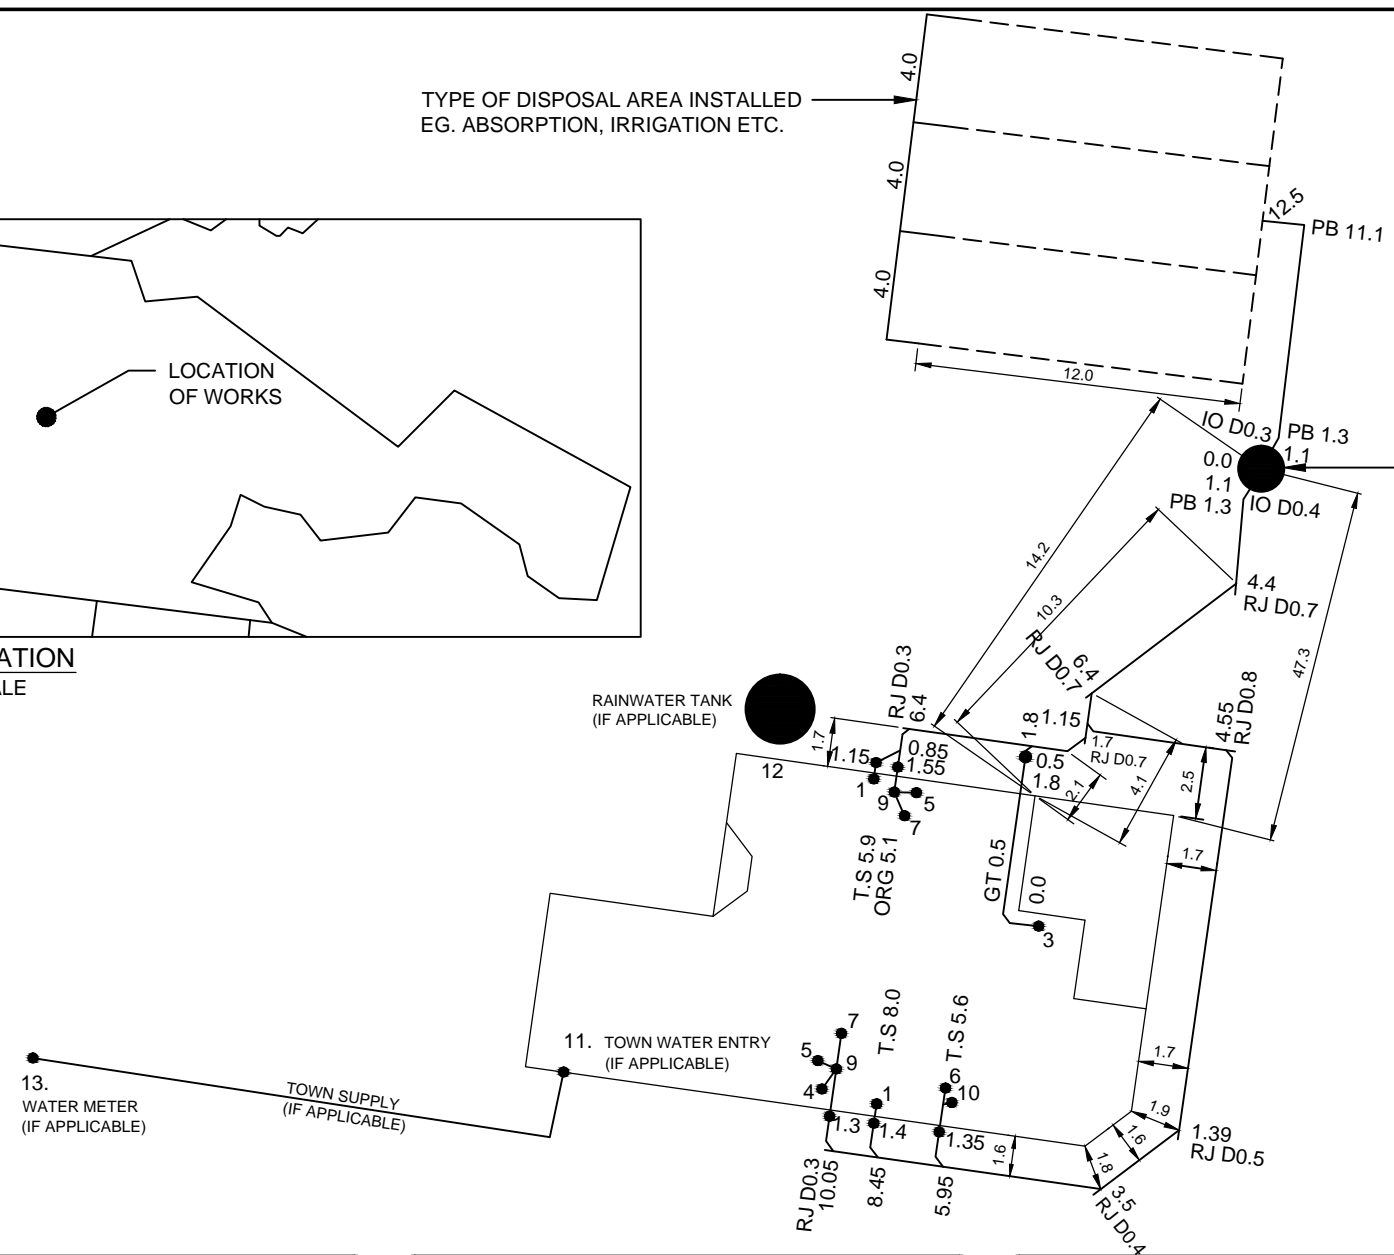 4.0
TYPE OF DISPOSAL AREA INSTALLED
EG. ABSORPTION, IRRIGATION ETC.
4.0
12.5
PB 11.1
4.0
LOCATION
OF WORKS
12.0
IO D0.3
PB 1.3
0.0
1.1
1.1
PB 1.3
IO D0.4
14.2
10.3
4.4
RJ D0.7
47.3
ATION
ALE
RJ D0.3
6.4
RJ D0.7
6.4
4.55
RJ D0.8
RAINWATER TANK
(IF APPLICABLE)
1.7
12
1.15
0.85
1.55
1
9
5
7
1.8
1.15
1.7
RJ D0.7
0.5
1.8
2.1
4.1
2.5
T.S 5.9
ORG 5.1
GT 0.5
0.0
3
1.7
7
T.S 8.0
T.S 5.6
11. TOWN WATER ENTRY
(IF APPLICABLE)
5
9
4
1
6
10
1.7
13.
WATER METER
(IF APPLICABLE)
TOWN SUPPLY
(IF APPLICABLE)
1.3
1.4
1.35
1.6
1.9
1.6
1.8
1.39
RJ D0.5
RJ D0.3
10.05
8.45
5.95
3.5
RJ D0.4